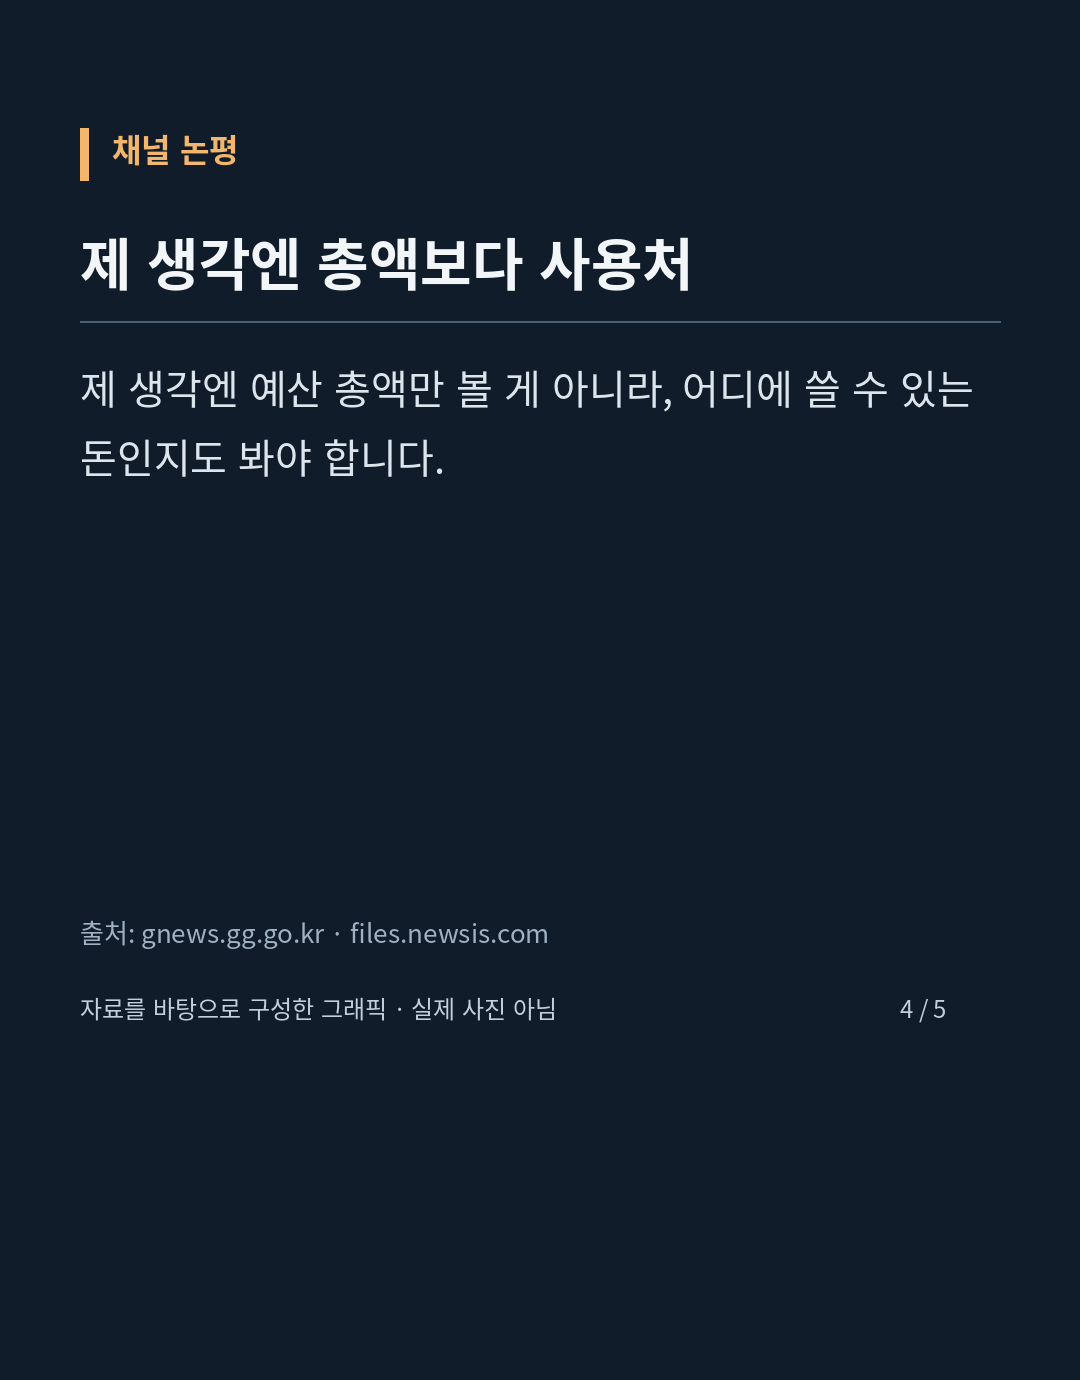 채널 논평
제 생각엔 총액보다 사용처
제 생각엔 예산 총액만 볼 게 아니라, 어디에 쓸 수 있는
돈인지도 봐야 합니다.
출처: gnews.gg.go.kr · files.newsis.com
자료를 바탕으로 구성한 그래픽 · 실제 사진 아님
4 / 5